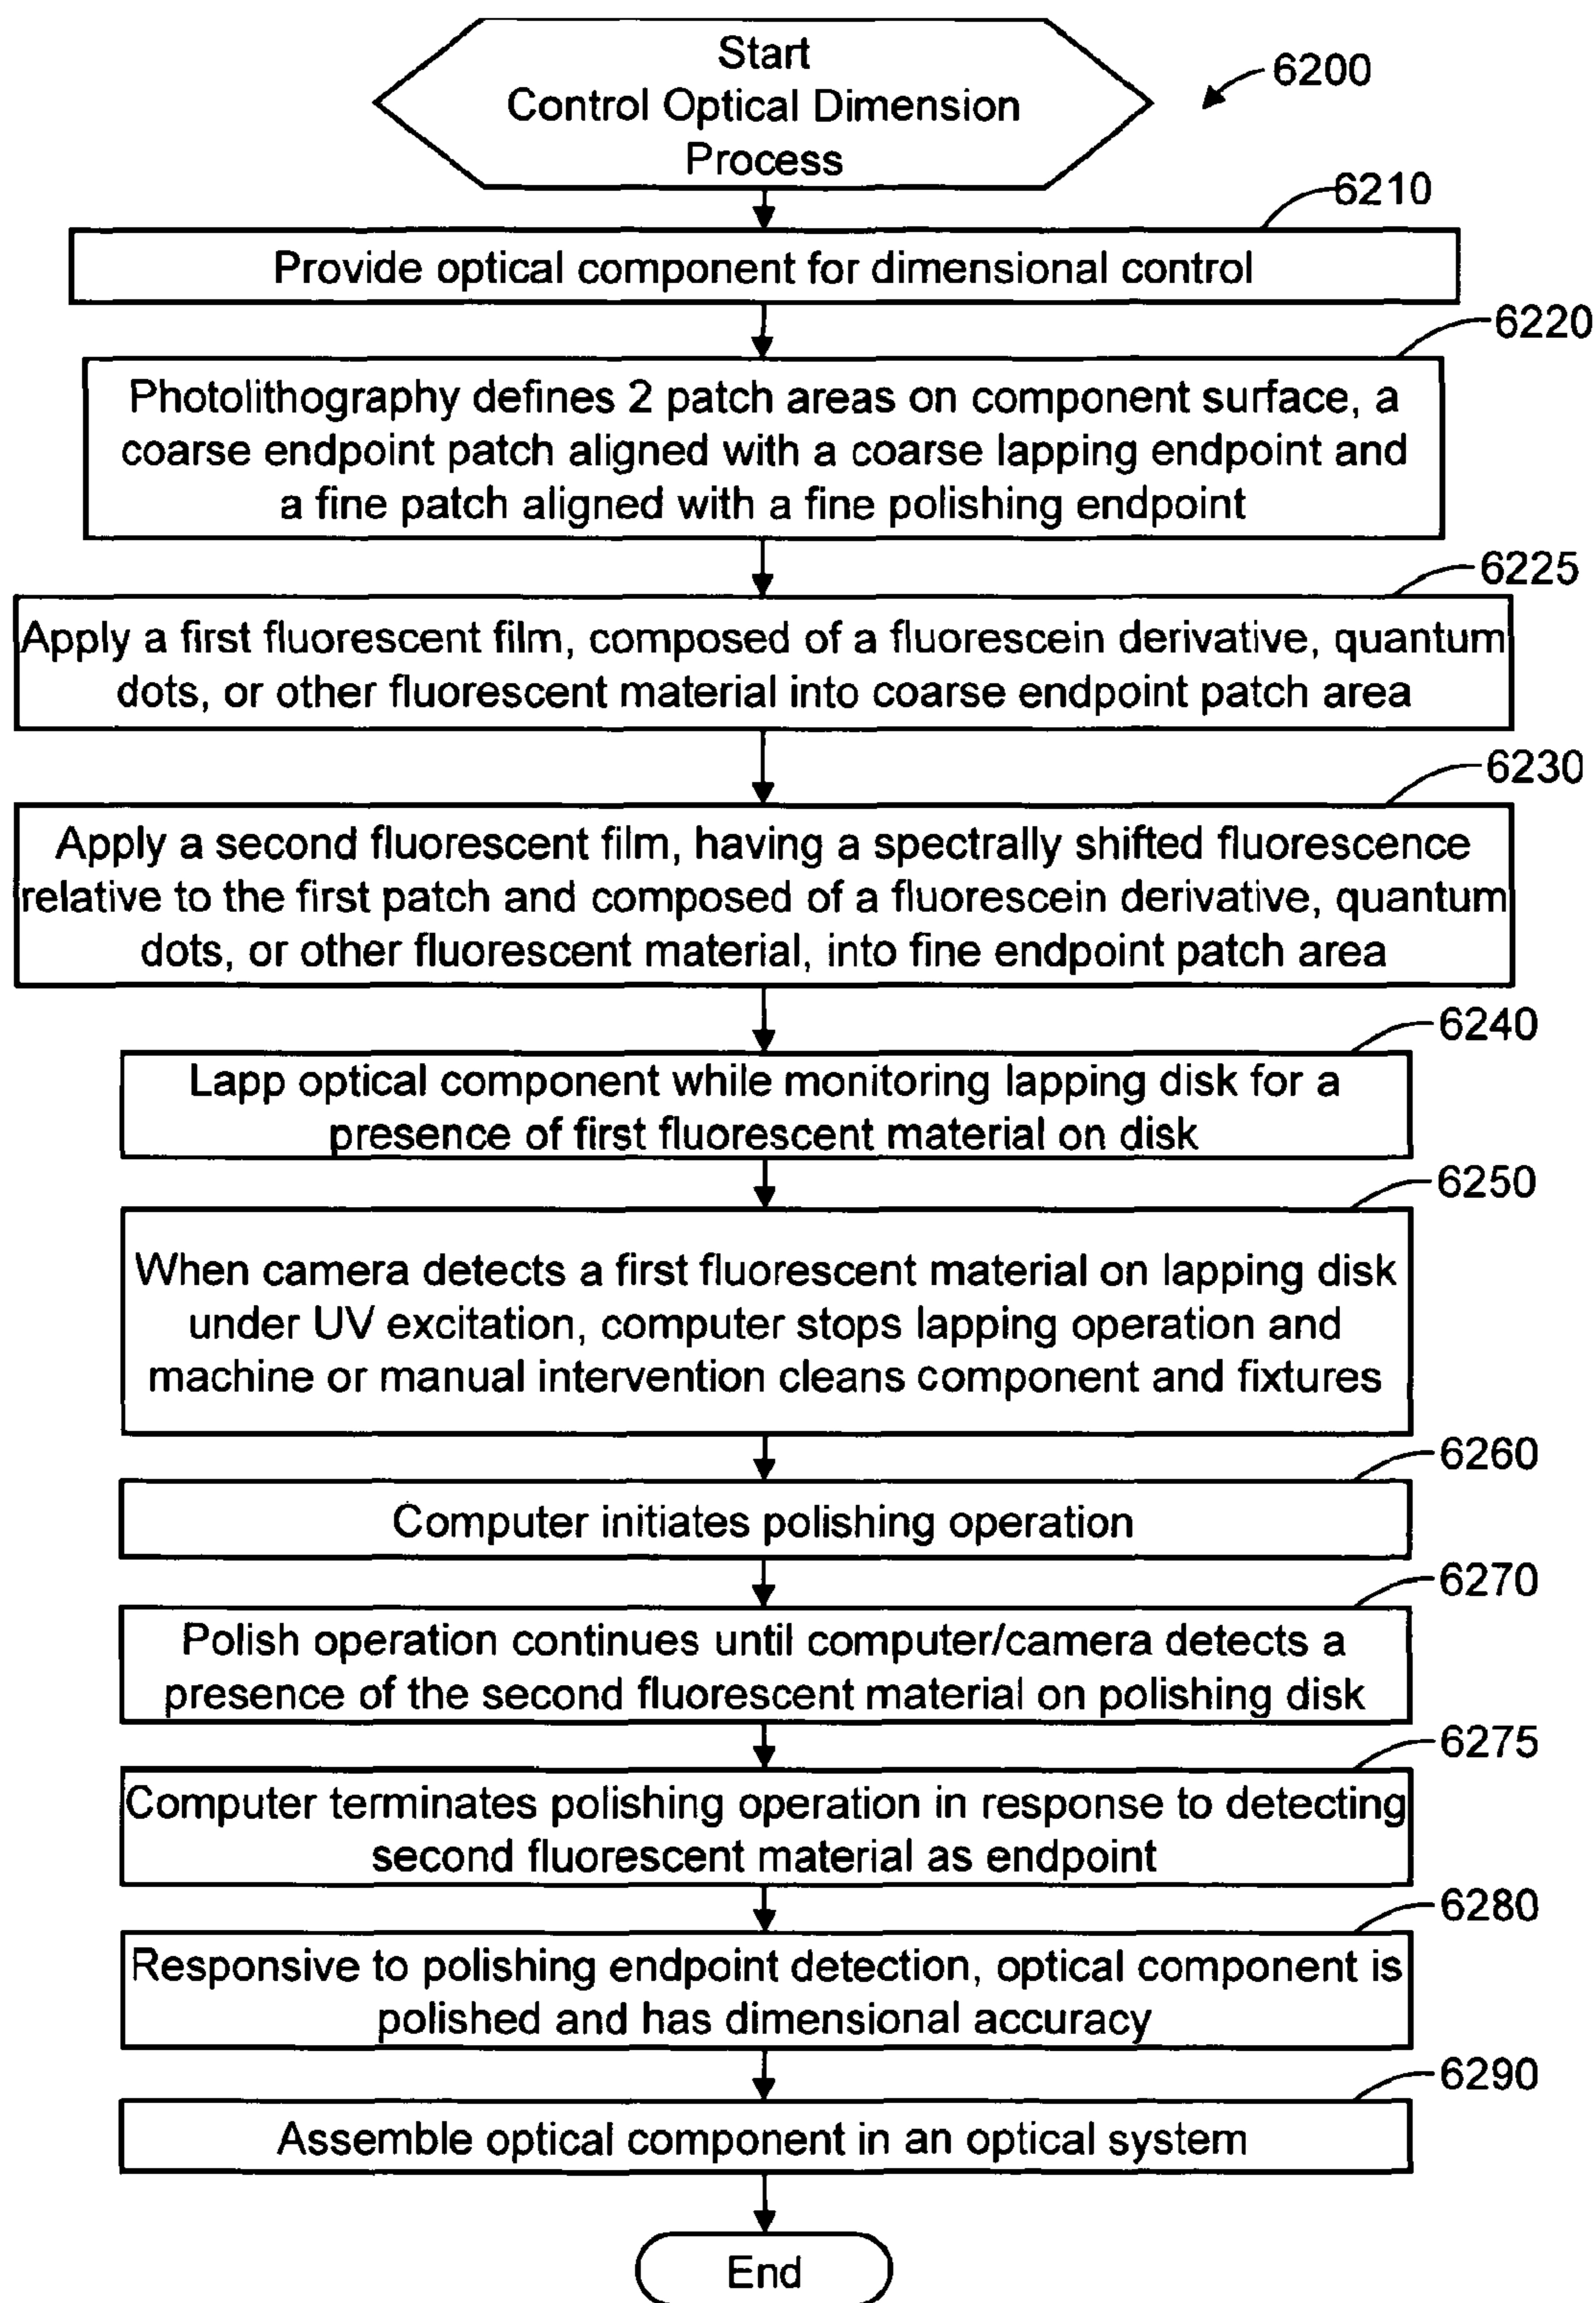 Start
Control Optical Dimension
Process
6200
6210
Provide optical component for dimensional control
6220
Photolithography defines 2 patch areas on component surface, a
coarse endpoint patch aligned with a coarse lapping endpoint and
a fine patch aligned with a fine polishing endpoint
6225
Apply a first fluorescent film, composed of a fluorescein derivative, quantum
dots, or other fluorescent material into coarse endpoint patch area
6230
Apply a second fluorescent film, having a spectrally shifted fluorescence
relative to the first patch and composed of a fluorescein derivative, quantum
dots, or other fluorescent material, into fine endpoint patch area
6240
Lapp optical component while monitoring lapping disk for a
presence of first fluorescent material on disk
6250
When camera detects a first fluorescent material on lapping disk
under UV excitation, computer stops lapping operation and
machine or manual intervention cleans component and fixtures
6260
Computer initiates polishing operation
6270
Polish operation continues until computer/camera detects a
presence of the second fluorescent material on polishing disk
6275
Computer terminates polishing operation in response to detecting
second fluorescent material as endpoint
6280
Responsive to polishing endpoint detection, optical component is
polished and has dimensional accuracy
6290
Assemble optical component in an optical system
End